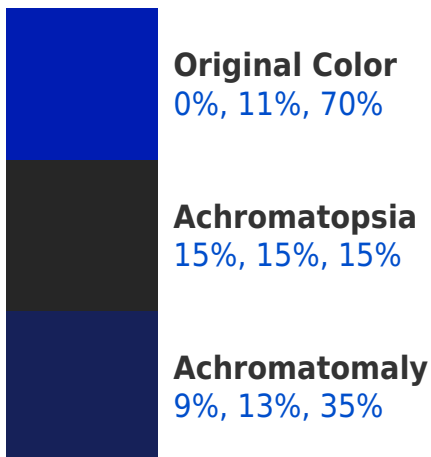 Original Color
0%, 11%, 70%
Achromatopsia
15%, 15%, 15%
Achromatomaly
9%, 13%, 35%